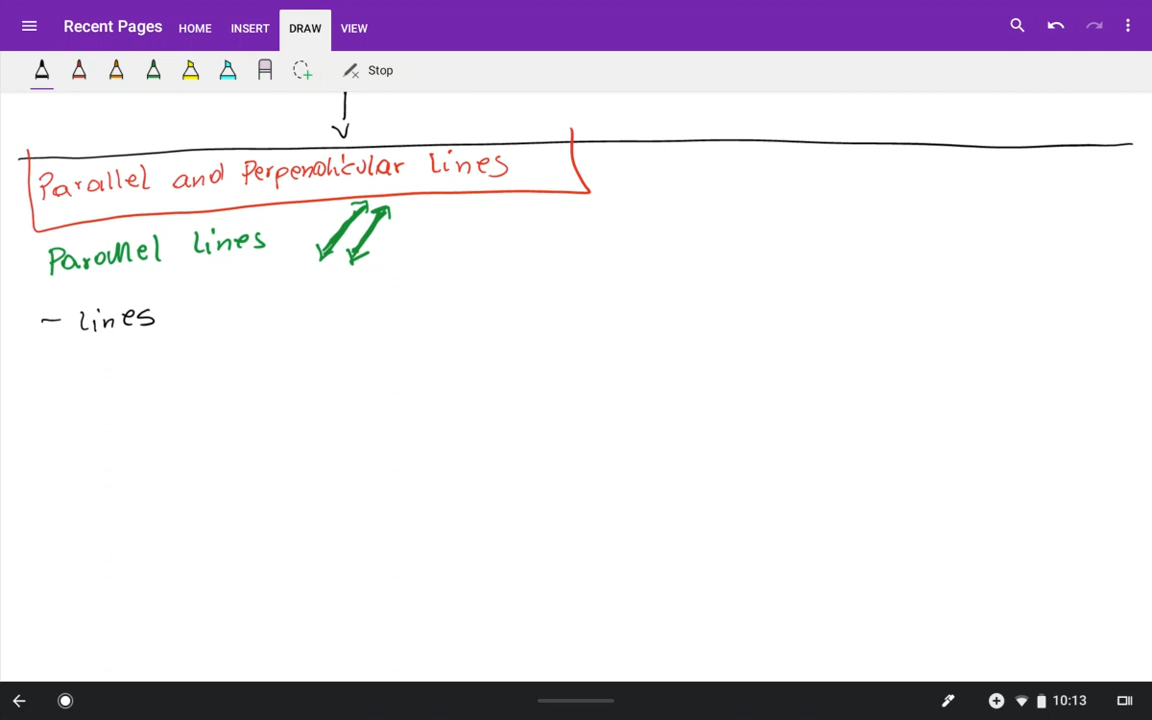 Recent Pages HOME INSERT DRAW VIEW
Stop
Parallel and Perpendicular lines
Parallel lines
- lines
10:13